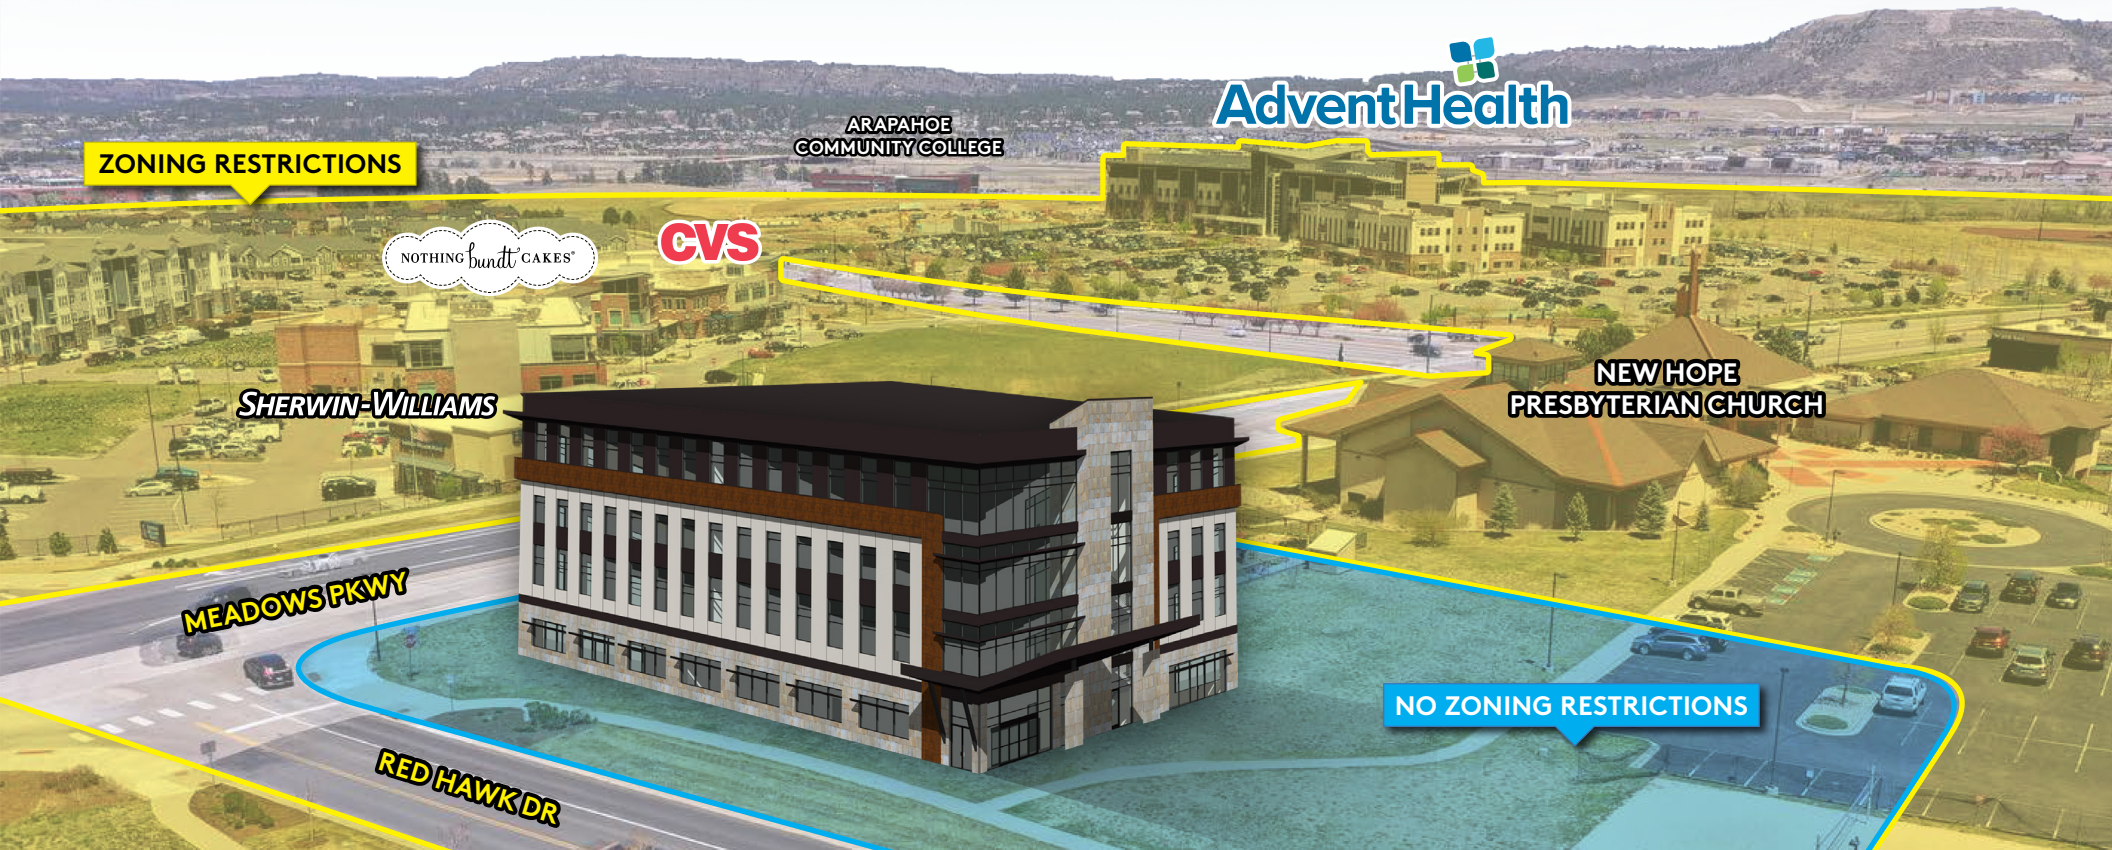 AdventHealth
ARAPAHOE
COMMUNITY COLLEGE
ZONING RESTRICTIONS
NOTHING bundt CAKES®
CVS
SHERWIN-WILLIAMS
NEW HOPE
PRESBYTERIAN CHURCH
MEADOWS PKWY
NO ZONING RESTRICTIONS
RED HAWK DR